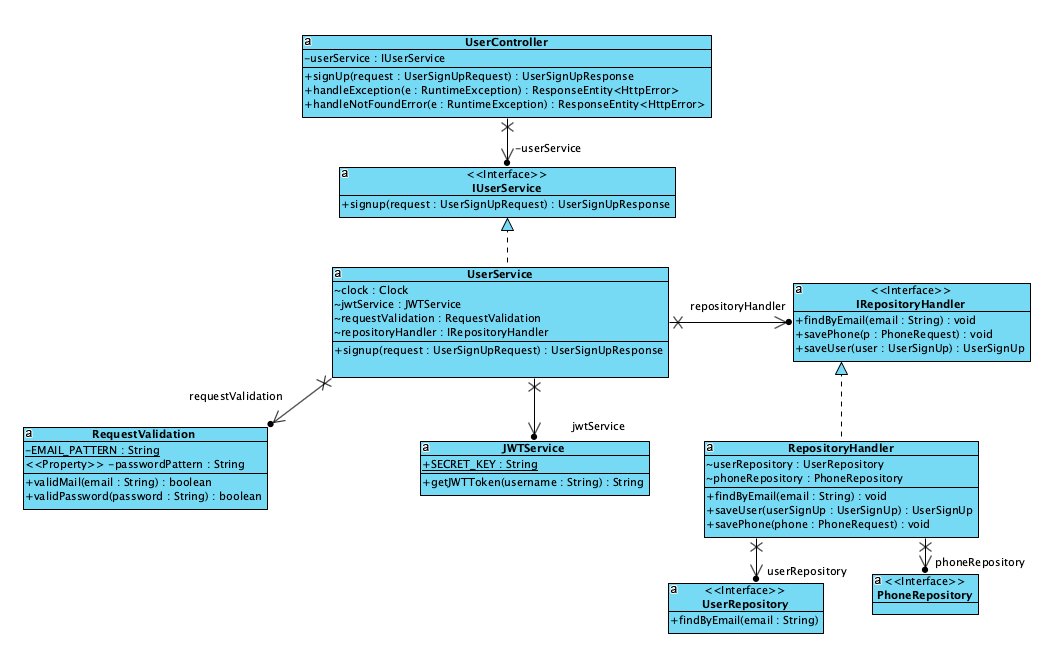 a
UserController
-userService : IUserService
+signUp(request : UserSignUpRequest) : UserSignUpResponse
+handleException(e : RuntimeException) : ResponseEntity<HttpError>
+handleNotFoundError(e : RuntimeException) : ResponseEntity<HttpError>
-userService
a
<<Interface>>
IUserService
+signup(request : UserSignUpRequest) : UserSignUpResponse
a
UserService
~clock : Clock
~jwtService : JWTService
~requestValidation : RequestValidation
~repositoryHandler : IRepositoryHandler
+signup(request : UserSignUpRequest) : UserSignUpResponse
repositoryHandler
a
<<Interface>>
IRepositoryHandler
+findByEmail(email : String) : void
+savePhone(p : PhoneRequest) : void
+saveUser(user : UserSignUp) : UserSignUp
requestValidation
a
RequestValidation
-EMAIL_PATTERN : String
<<Property>> -passwordPattern : String
+validMail(email : String) : boolean
+validPassword(password : String) : boolean
jwtService
a
JWTService
+SECRET_KEY : String
+getJWTToken(username : String) : String
a
RepositoryHandler
~userRepository : UserRepository
~phoneRepository : PhoneRepository
+findByEmail(email : String) : void
+saveUser(userSignUp : UserSignUp) : UserSignUp
+savePhone(phone : PhoneRequest) : void
userRepository
a
<<Interface>>
UserRepository
+findByEmail(email : String)
phoneRepository
a
<<Interface>>
PhoneRepository